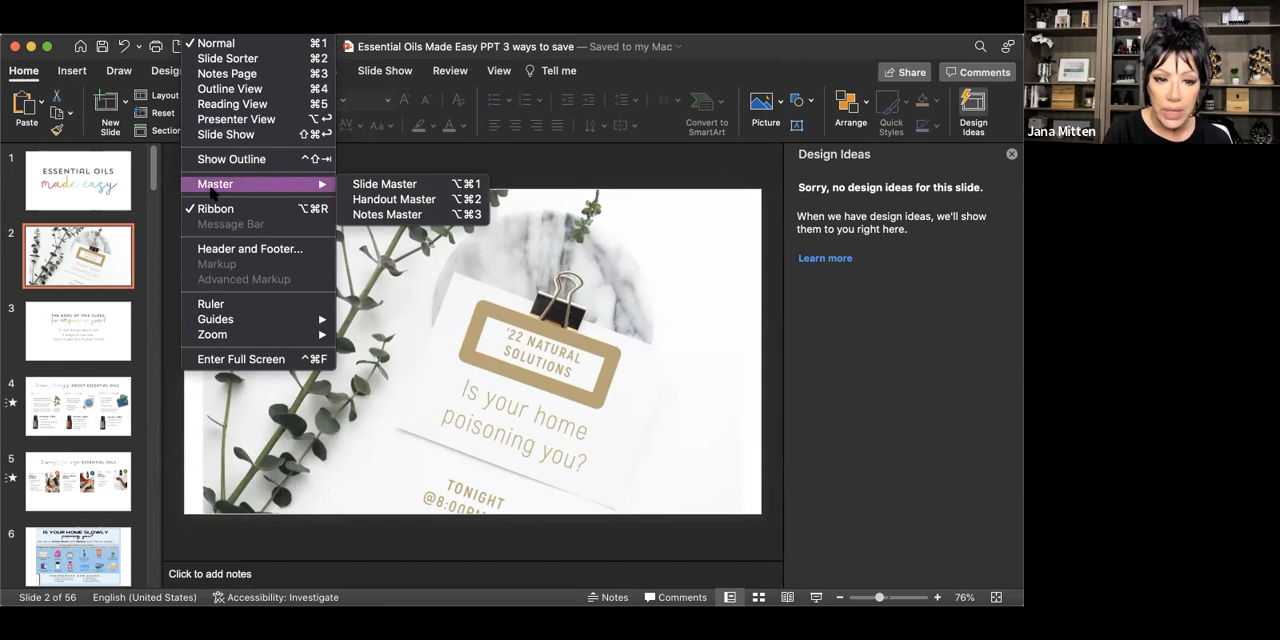 Essential Oils Made Easy PPT 3 ways to save — Saved to my Mac
Home
Insert
Draw
Slide Show
Review
View
Tell me
Share
Comments
Paste
New
Slide
Layout
Reset
Convert to
SmartArt
Picture
Arrange
Quick
Styles
Design
Ideas
Normal ⌘1
Slide Sorter ⌘2
Notes Page ⌘3
Outline View ⌘4
Reading View ⌘5
Presenter View ⌥↩
Slide Show ⇧⌘↩
Show Outline ^⇧⇥
Master
Ribbon ⌥⌘R
Message Bar
Header and Footer...
Markup
Advanced Markup
Ruler
Guides
Zoom
Enter Full Screen ^⌘F
Slide Master ⌥⌘1
Handout Master ⌥⌘2
Notes Master ⌥⌘3
1
ESSENTIAL OILS
made easy
2
3
4
5
6
'22 NATURAL
SOLUTIONS
Is your home
poisoning you?
TONIGHT
Design Ideas
Sorry, no design ideas for this slide.
When we have design ideas, we'll show
them to you right here.
Learn more
Click to add notes
Slide 2 of 56
English (United States)
Accessibility: Investigate
Notes
Comments
76%
Jana Mitten